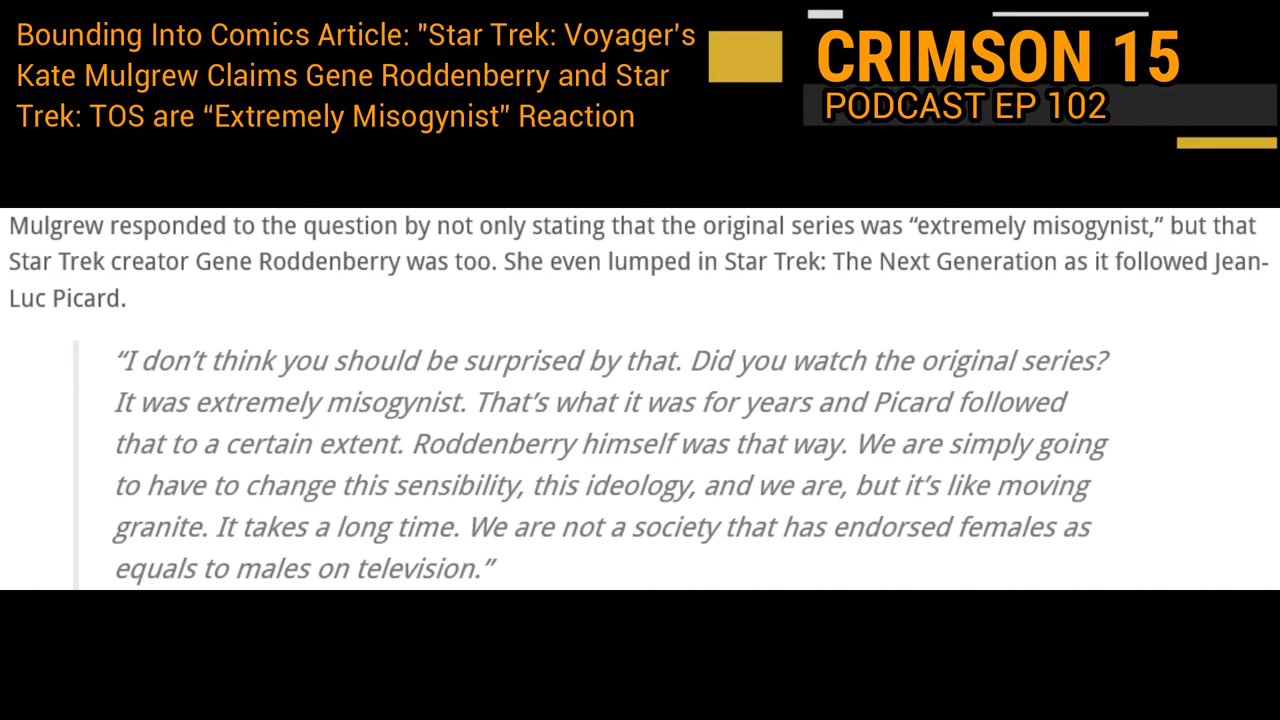 Bounding Into Comics Article: "Star Trek: Voyager's
Kate Mulgrew Claims Gene Roddenberry and Star
Trek: TOS are “Extremely Misogynist” Reaction
CRIMSON 15
PODCAST EP 102
Mulgrew responded to the question by not only stating that the original series was “extremely misogynist,” but that
Star Trek creator Gene Roddenberry was too. She even lumped in Star Trek: The Next Generation as it followed Jean-
Luc Picard.
“I don’t think you should be surprised by that. Did you watch the original series?
It was extremely misogynist. That’s what it was for years and Picard followed
that to a certain extent. Roddenberry himself was that way. We are simply going
to have to change this sensibility, this ideology, and we are, but it’s like moving
granite. It takes a long time. We are not a society that has endorsed females as
equals to males on television.”